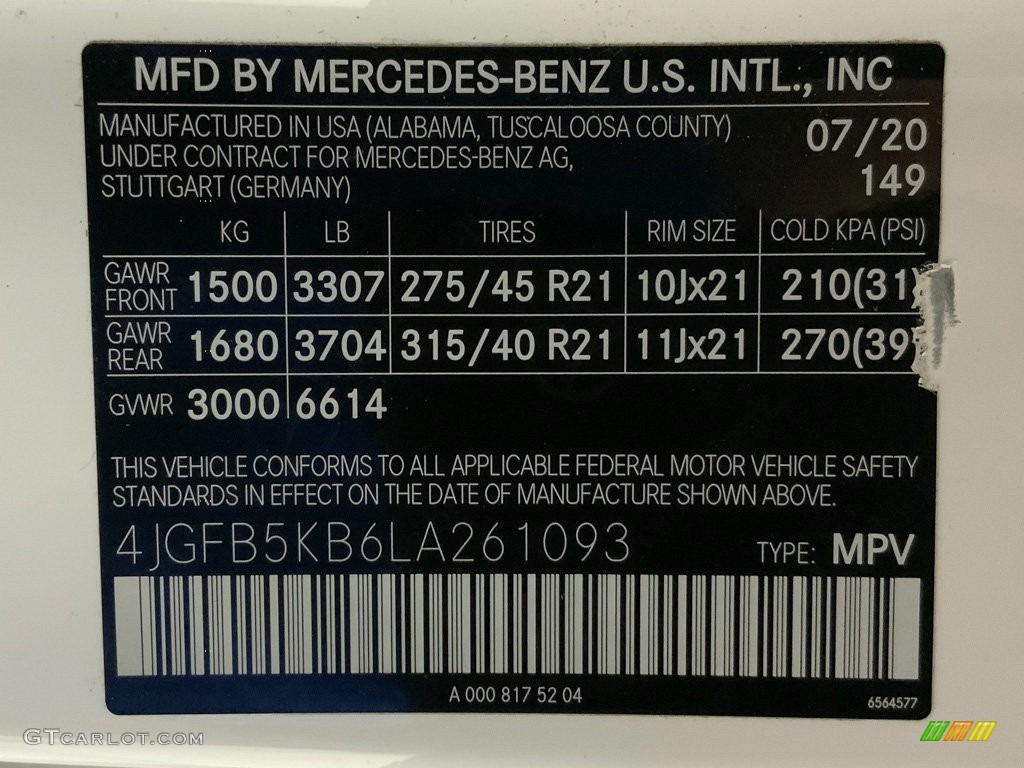 MFD BY MERCEDES-BENZ U.S. INTL., INC
MANUFACTURED IN USA (ALABAMA, TUSCALOOSA COUNTY) 07/20
UNDER CONTRACT FOR MERCEDES-BENZ AG,
STUTTGART (GERMANY) 149
KG LB TIRES RIM SIZE COLD KPA (PSI)
GAWR FRONT 1500 3307 275/45 R21 10Jx21 210(31)
GAWR REAR 1680 3704 315/40 R21 11Jx21 270(39)
GVWR 3000 6614
THIS VEHICLE CONFORMS TO ALL APPLICABLE FEDERAL MOTOR VEHICLE SAFETY
STANDARDS IN EFFECT ON THE DATE OF MANUFACTURE SHOWN ABOVE.
4JGFB5KB6LA261093 TYPE: MPV
A 000 817 52 04
6564577
GTcarlot.com